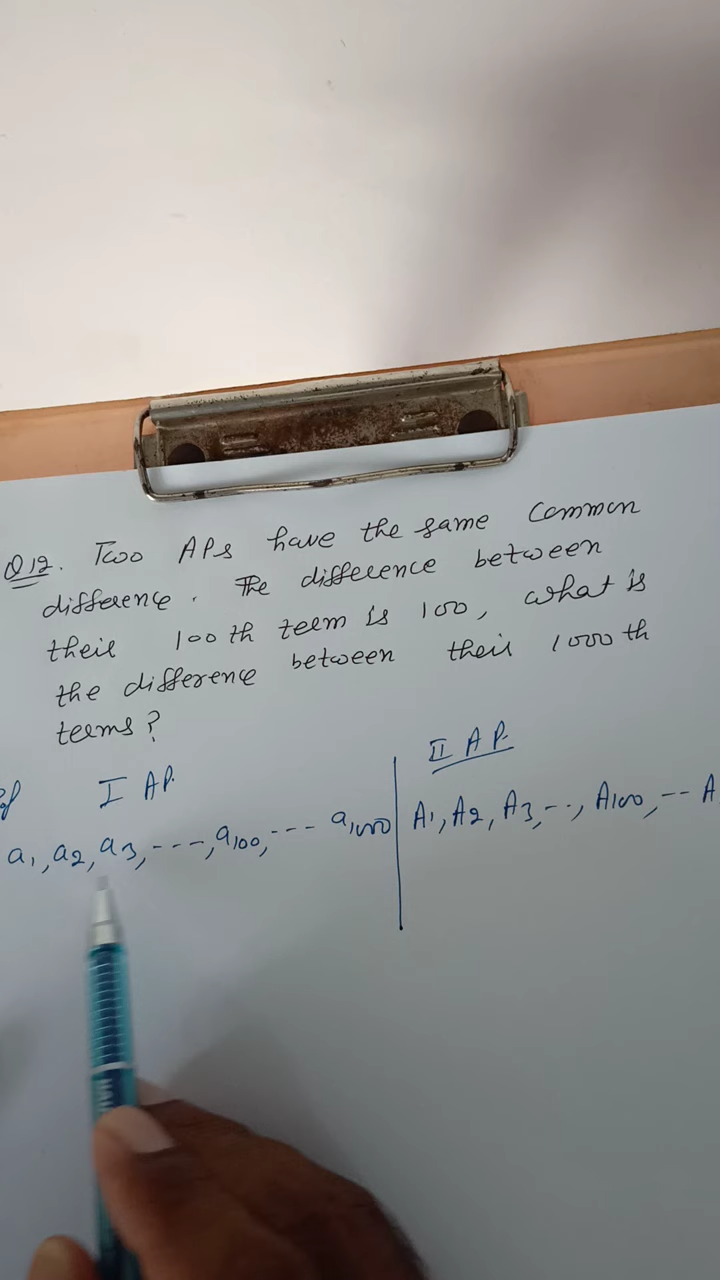 Q12. Two APs have the same common
difference. The difference between
their 100th term is 100, what is
the difference between their 1000th
terms?
I AP.
II AP.
a1, a2, a3, ---, a100, --- a1000
A1, A2, A3, --, A100, -- A